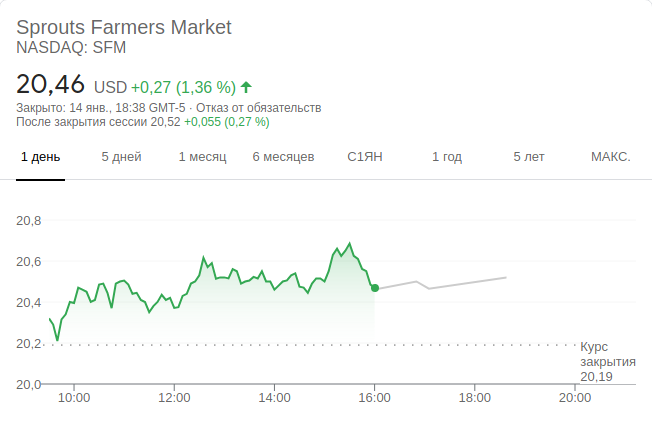 Sprouts Farmers Market
NASDAQ: SFM
20,46 USD +0,27 (1,36 %)
Закрыто: 14 янв., 18:38 GMT-5 · Отказ от обязательств
После закрытия сессии 20,52 +0,055 (0,27 %)
1 день 5 дней 1 месяц 6 месяцев С1ЯН 1 год 5 лет МАКС.
20,8
20,6
20,4
20,2
Курс
закрытия
20,19
20,0
10:00 12:00 14:00 16:00 18:00 20:00